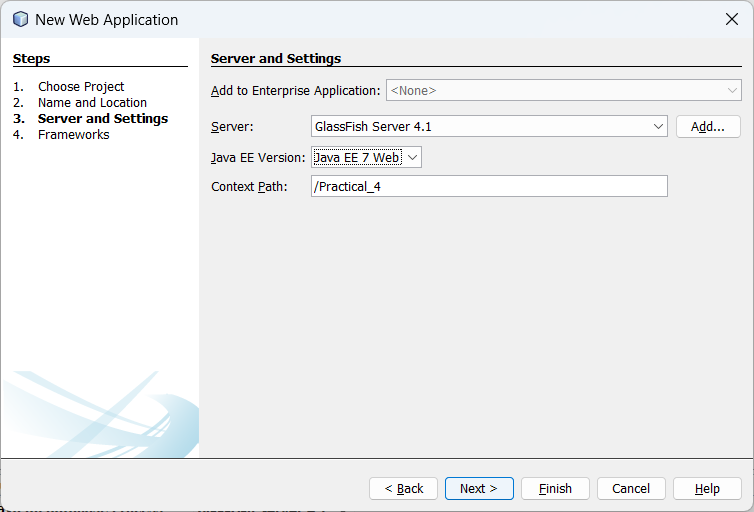 New Web Application
Steps
1. Choose Project
2. Name and Location
3. Server and Settings
4. Frameworks
Server and Settings
Add to Enterprise Application: <None>
Server: GlassFish Server 4.1 Add...
Java EE Version: Java EE 7 Web
Context Path: /Practical_4
< Back Next > Finish Cancel Help